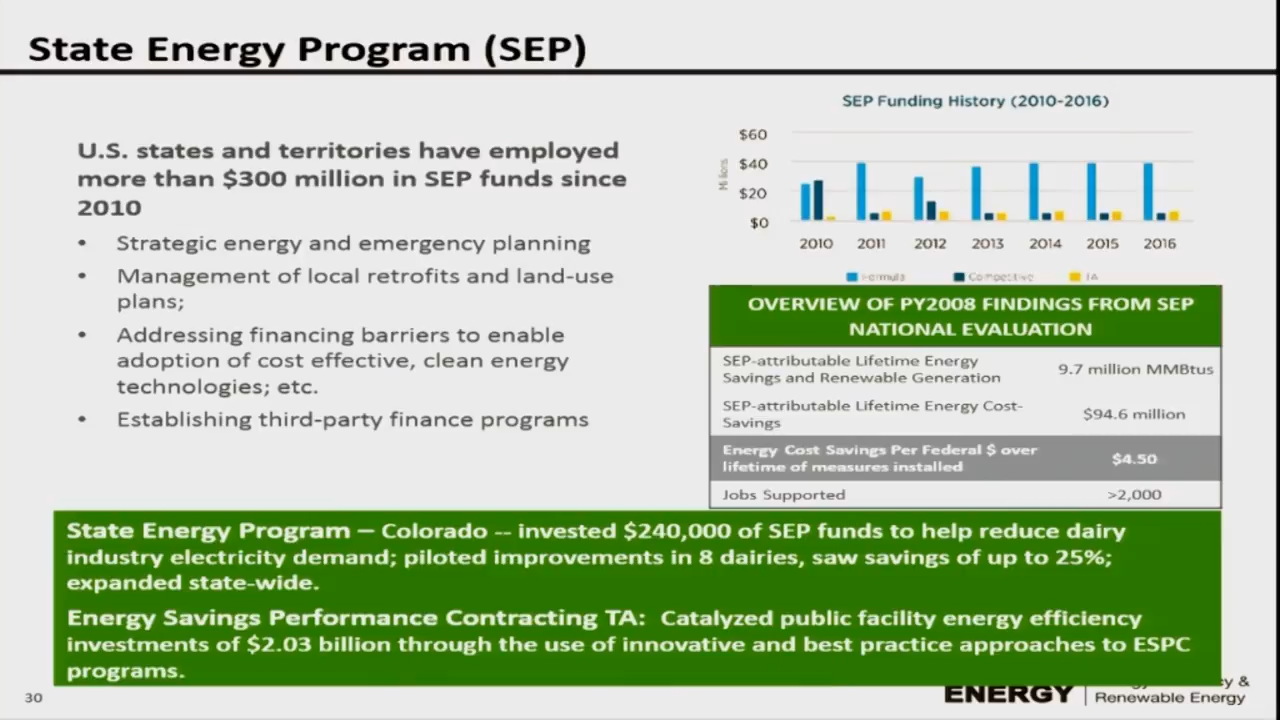 State Energy Program (SEP)
U.S. states and territories have employed
more than $300 million in SEP funds since
2010
• Strategic energy and emergency planning
• Management of local retrofits and land-use
plans;
• Addressing financing barriers to enable
adoption of cost effective, clean energy
technologies; etc.
• Establishing third-party finance programs
SEP Funding History (2010-2016)
Millions
$60
$40
$20
$0
2010 2011 2012 2013 2014 2015 2016
Formula Competitive TA
OVERVIEW OF PY2008 FINDINGS FROM SEP
NATIONAL EVALUATION
SEP-attributable Lifetime Energy
Savings and Renewable Generation 9.7 million MMBtus
SEP-attributable Lifetime Energy Cost-
Savings $94.6 million
Energy Cost Savings Per Federal $ over
lifetime of measures installed $4.50
Jobs Supported >2,000
State Energy Program – Colorado -- invested $240,000 of SEP funds to help reduce dairy
industry electricity demand; piloted improvements in 8 dairies, saw savings of up to 25%;
expanded state-wide.
Energy Savings Performance Contracting TA: Catalyzed public facility energy efficiency
investments of $2.03 billion through the use of innovative and best practice approaches to ESPC
programs.
30
ENERGY
&
Renewable Energy